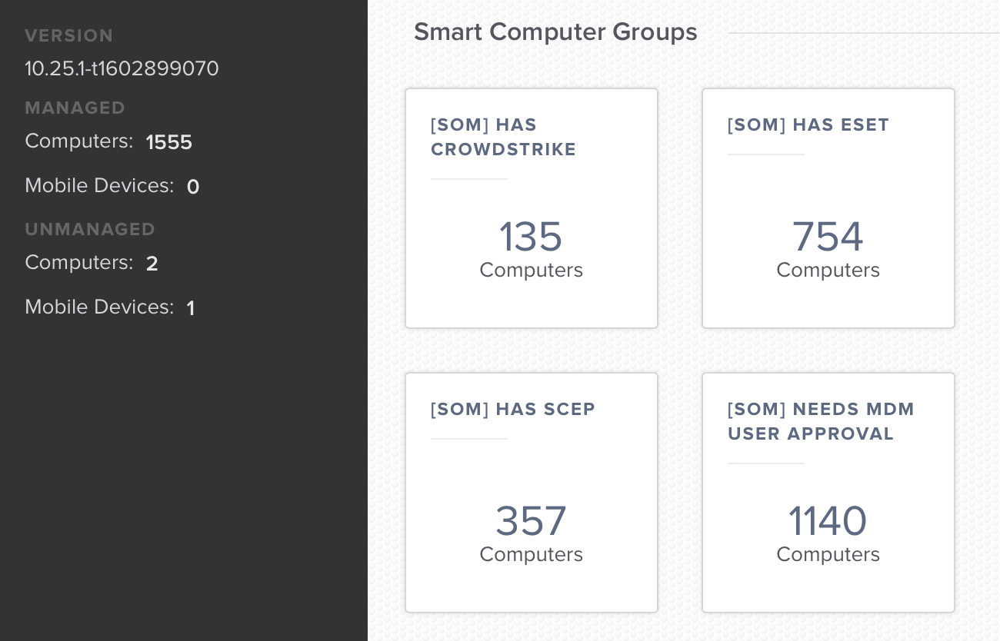 VERSION
10.25.1-t1602899070
MANAGED
Computers: 1555
Mobile Devices: 0
UNMANAGED
Computers: 2
Mobile Devices: 1
Smart Computer Groups
[SOM] HAS
CROWDSTRIKE
135
Computers
[SOM] HAS ESET
754
Computers
[SOM] HAS SCEP
357
Computers
[SOM] NEEDS MDM
USER APPROVAL
1140
Computers